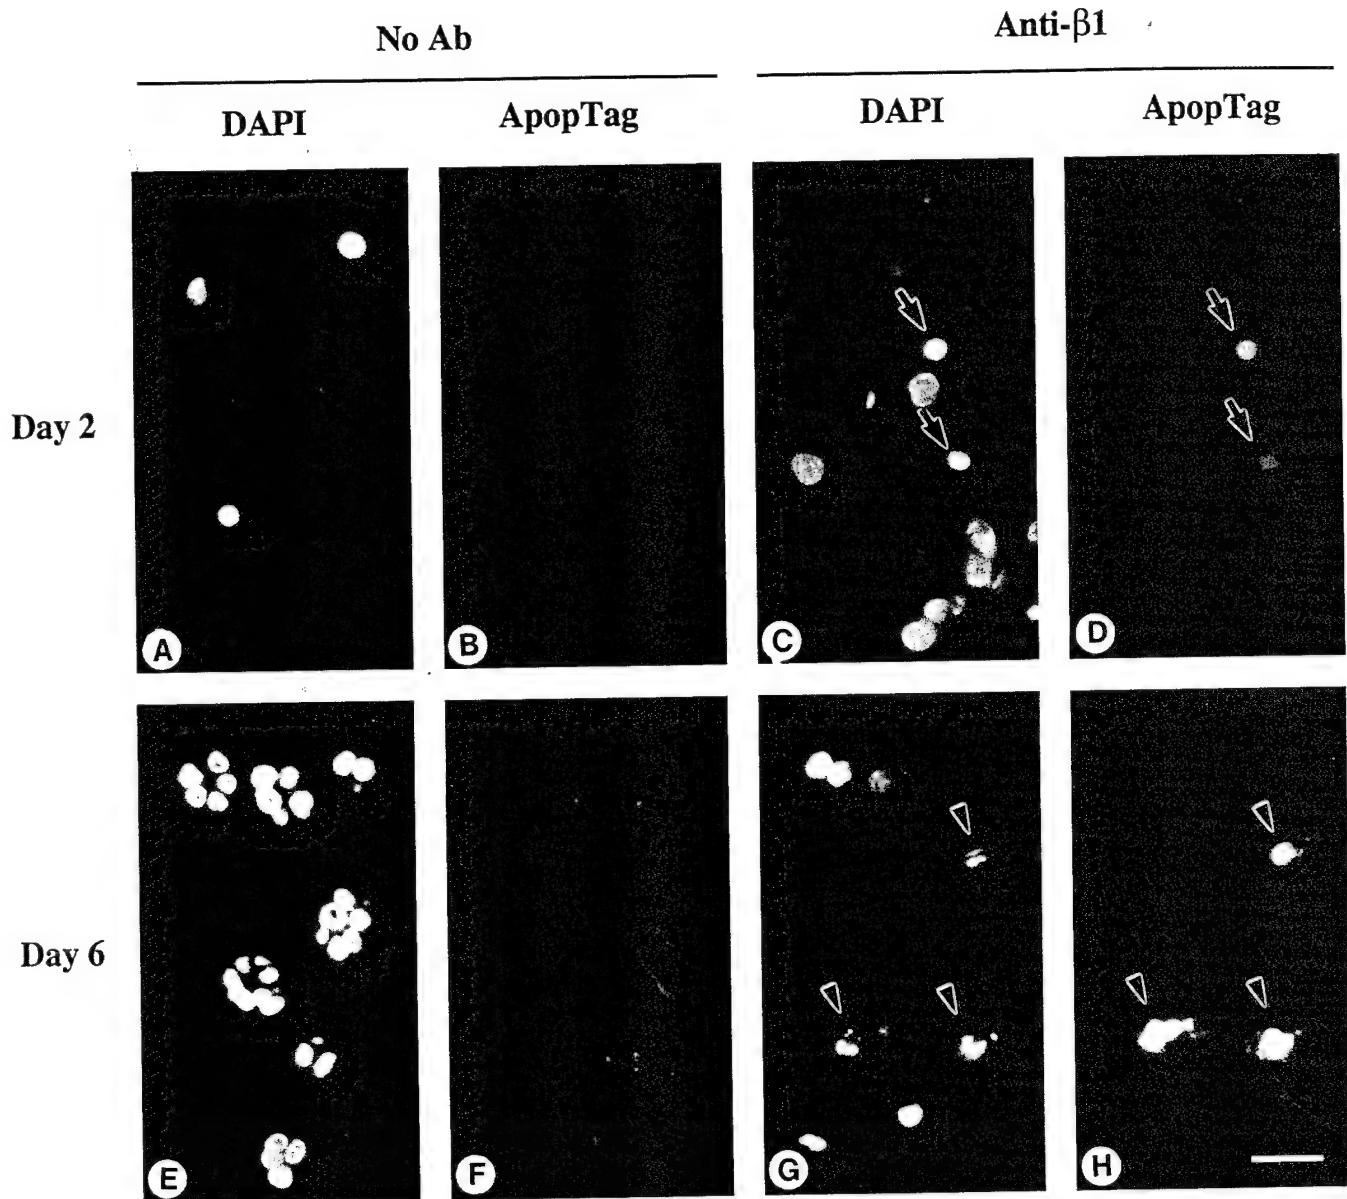 No Ab
Anti-β1
DAPI
ApopTag
DAPI
ApopTag
Day 2
A
B
C
D
Day 6
E
F
G
H